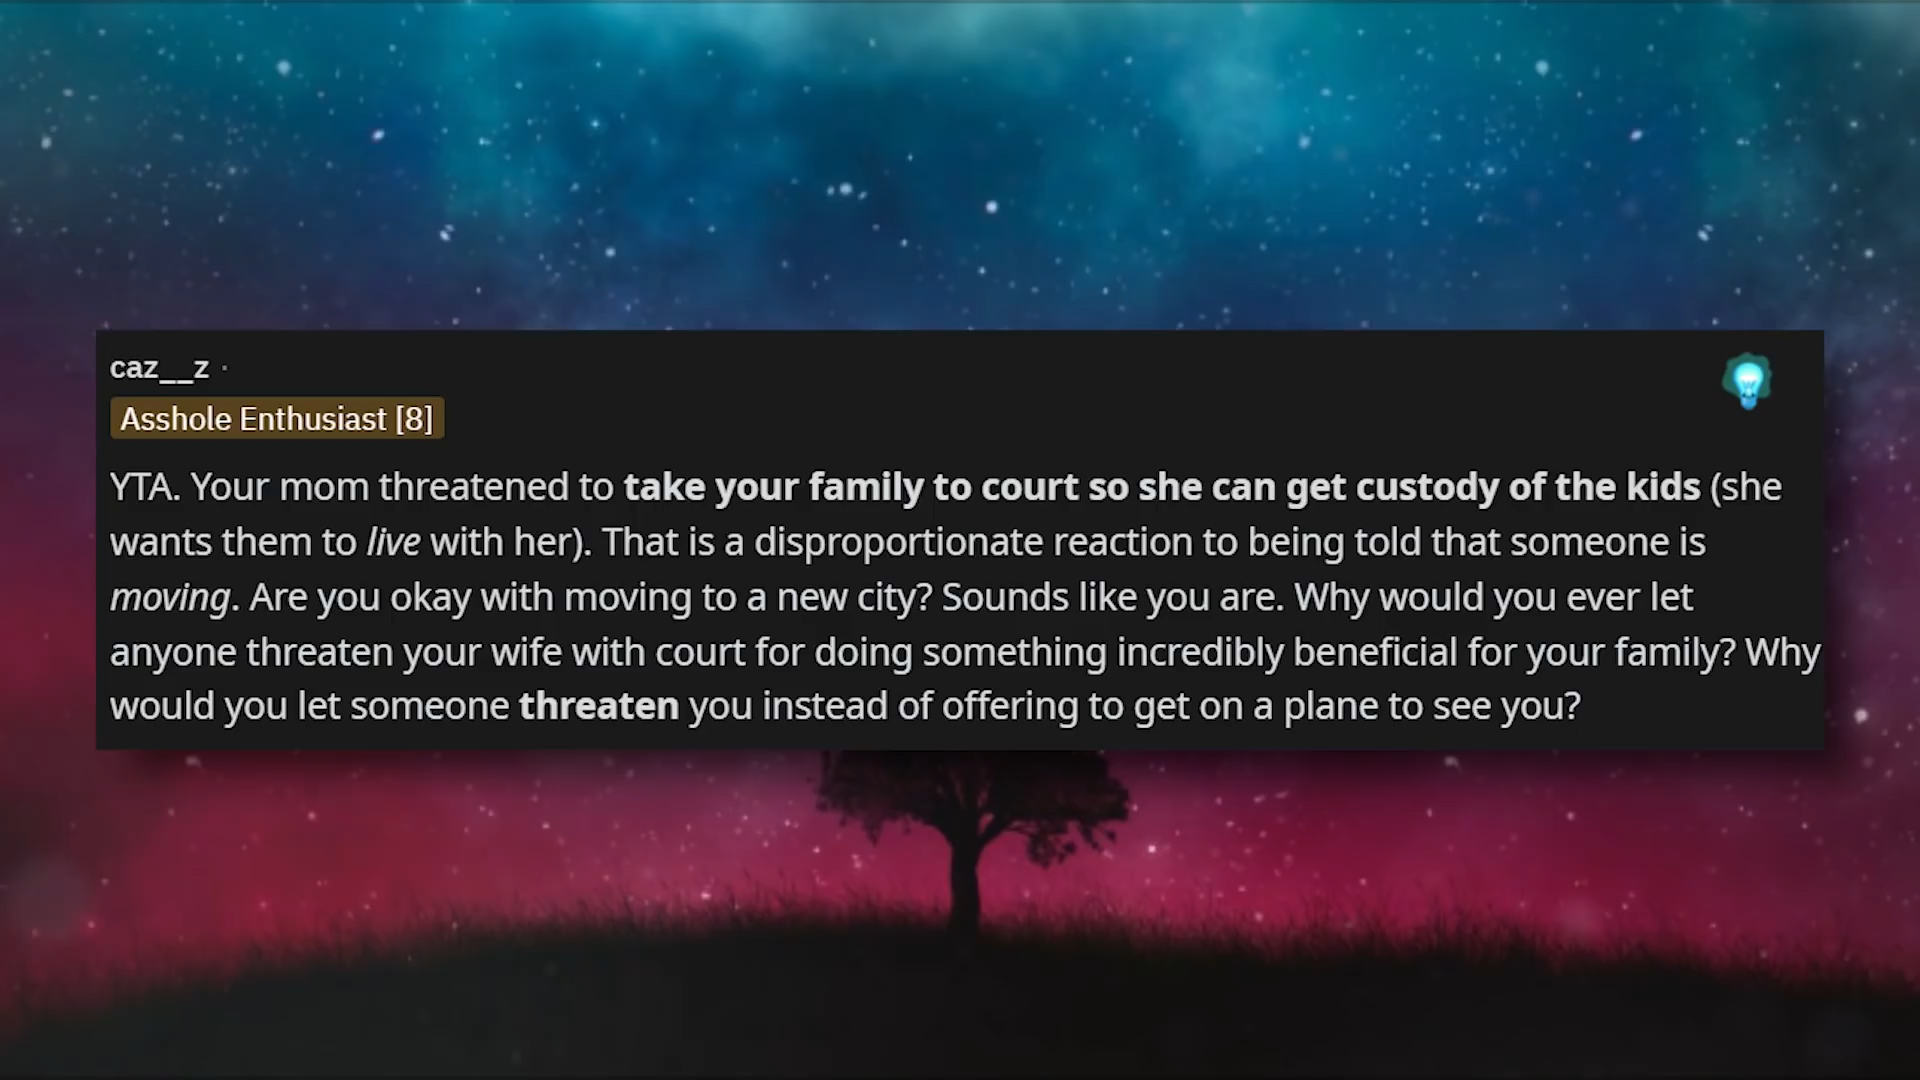 caz__z ·
Asshole Enthusiast [8]
YTA. Your mom threatened to take your family to court so she can get custody of the kids (she
wants them to live with her). That is a disproportionate reaction to being told that someone is
moving. Are you okay with moving to a new city? Sounds like you are. Why would you ever let
anyone threaten your wife with court for doing something incredibly beneficial for your family? Why
would you let someone threaten you instead of offering to get on a plane to see you?